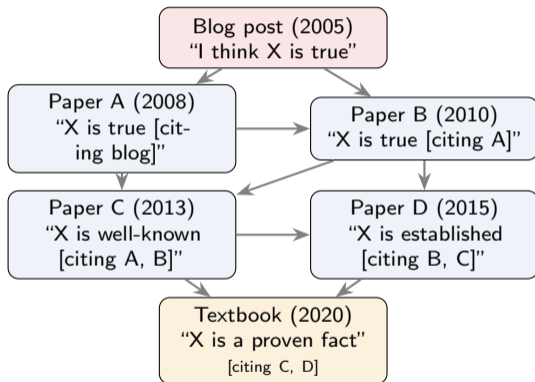 Blog post (2005)
“I think X is true”
Paper A (2008)
“X is true [cit-
ing blog]”
Paper B (2010)
“X is true [citing A]”
Paper C (2013)
“X is well-known
[citing A, B]”
Paper D (2015)
“X is established
[citing B, C]”
Textbook (2020)
“X is a proven fact”
[citing C, D]